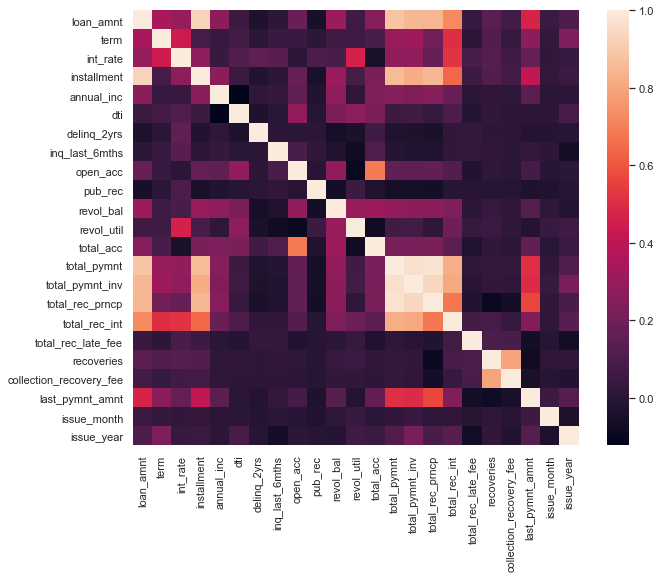 loan_amnt
term
int_rate
installment
annual_inc
dti
delinq_2yrs
inq_last_6mths
open_acc
pub_rec
revol_bal
revol_util
total_acc
total_pymnt
total_pymnt_inv
total_rec_prncp
total_rec_int
total_rec_late_fee
recoveries
collection_recovery_fee
last_pymnt_amnt
issue_month
issue_year
loan_amnt
term
int_rate
installment
annual_inc
dti
delinq_2yrs
inq_last_6mths
open_acc
pub_rec
revol_bal
revol_util
total_acc
total_pymnt
total_pymnt_inv
total_rec_prncp
total_rec_int
total_rec_late_fee
recoveries
collection_recovery_fee
last_pymnt_amnt
issue_month
issue_year
1.0
0.8
0.6
0.4
0.2
0.0